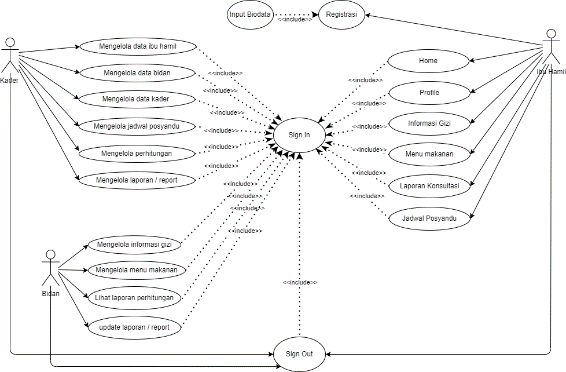 Input Biodata
<<include>>
Registrasi
Kader
Mengelola data ibu hamil
<<include>>
Mengelola data bidan
<<include>>
Mengelola data kader
<<include>>
Mengelola jadwal posyandu
<<include>>
Mengelola perhitungan
<<include>>
Mengelola laporan / report
<<include>>
Sign In
Ibu Hamil
Home
<<include>>
Profile
<<include>>
Informasi Gizi
<<include>>
Menu makanan
<<include>>
Laporan Konsultasi
<<include>>
Jadwal Posyandu
<<include>>
Bidan
Mengelola informasi gizi
<<include>>
Mengelola menu makanan
<<include>>
Lihat laporan perhitungan
<<include>>
update laporan / report
<<include>>
<<include>>
Sign Out